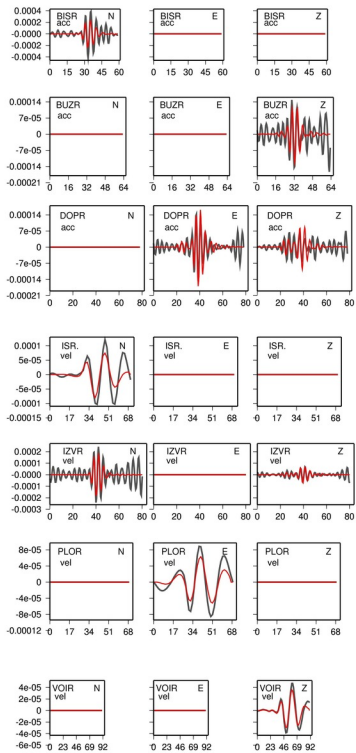 0.0004 BISR N BISR E BISR Z
0.0002 acc acc acc
0.0000
-0.0002
-0.0004
0 15 30 45 60 0 15 30 45 60 0 15 30 45 60
0.00014 BUZR N BUZR E BUZR Z
7e-05 acc acc acc
0
-7e-05
-0.00014
-0.00021
0 16 32 48 64 0 16 32 48 64 0 16 32 48 64
0.00014 DOPR N DOPR E DOPR Z
7e-05 acc acc acc
0
-7e-05
-0.00014
-0.00021
0 20 40 60 80 0 20 40 60 80 0 20 40 60 80
0.0001 ISR. N ISR. E ISR. Z
5e-05 vel vel vel
0
-5e-05
-0.0001
-0.00015
0 17 34 51 68 0 17 34 51 68 0 17 34 51 68
0.0002 IZVR N IZVR E IZVR Z
0.0001 vel vel vel
0.0000
-0.0001
-0.0002
-0.0003
0 20 40 60 80 0 20 40 60 80 0 20 40 60 80
8e-05 PLOR N PLOR E PLOR Z
4e-05 vel vel vel
0
-4e-05
-8e-05
-0.00012
0 17 34 51 68 0 17 34 51 68 0 17 34 51 68
4e-05 VOIR N VOIR E VOIR Z
2e-05 vel vel vel
0
-2e-05
-4e-05
-6e-05
0 23 46 69 92 0 23 46 69 92 0 23 46 69 92